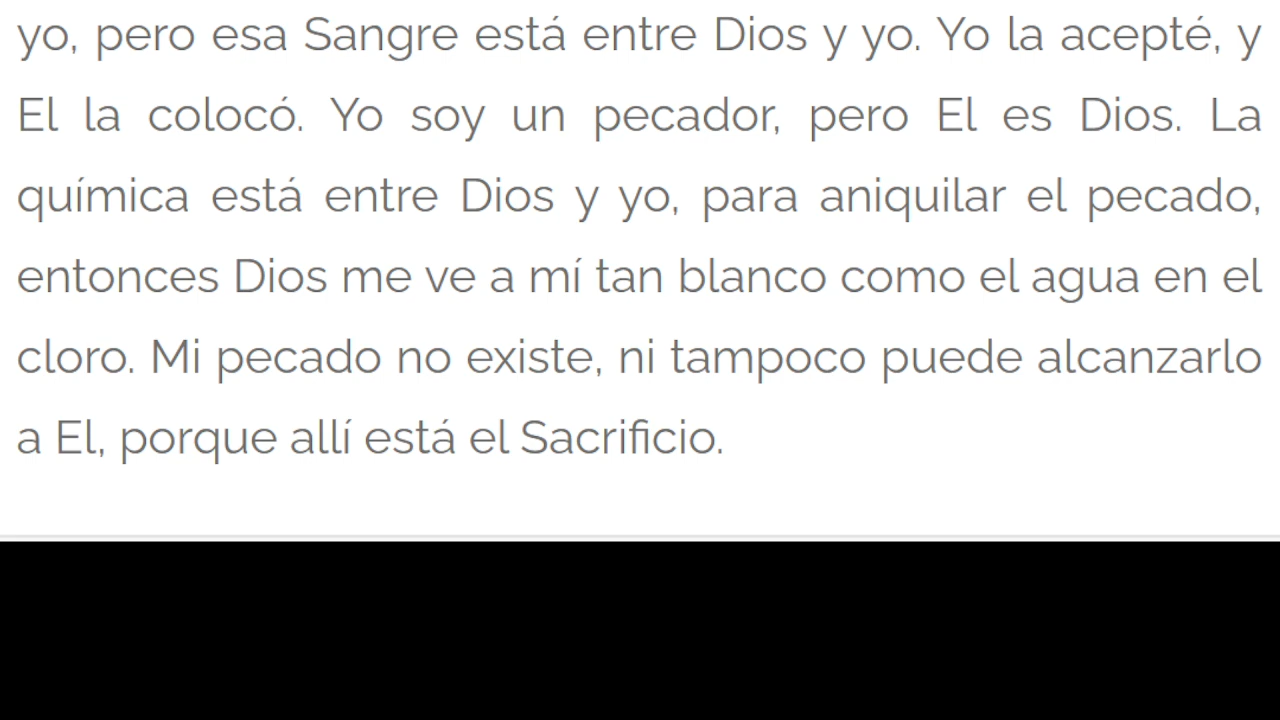 yo, pero esa Sangre está entre Dios y yo. Yo la acepté, y
El la colocó. Yo soy un pecador, pero El es Dios. La
química está entre Dios y yo, para aniquilar el pecado,
entonces Dios me ve a mí tan blanco como el agua en el
cloro. Mi pecado no existe, ni tampoco puede alcanzarlo
a El, porque allí está el Sacrificio.